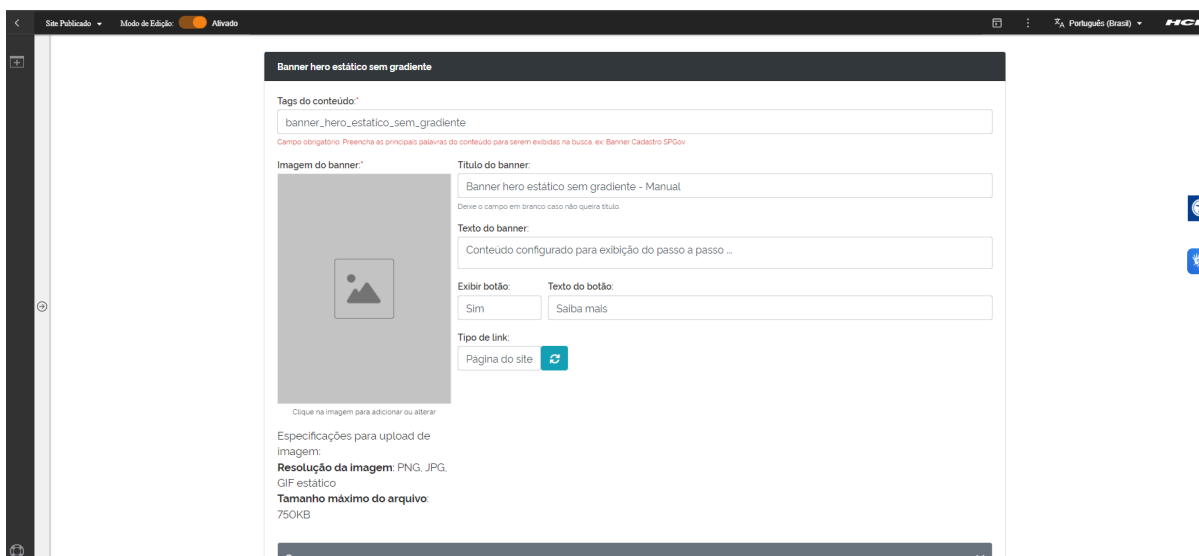 Site Publicado
Modo de Edição:
Ativado
Português (Brasil)
Banner hero estático sem gradiente
Tags do conteúdo:*
banner_hero_estatico_sem_gradiente
Campo obrigatório. Preencha as principais palavras do conteúdo para serem exibidas na busca. ex: Banner Cadastro SPGov
Imagem do banner:*
Título do banner:
Banner hero estático sem gradiente - Manual
Deixe o campo em branco caso não queira título.
Texto do banner:
Conteúdo configurado para exibição do passo a passo ...
Exibir botão:
Texto do botão:
Sim
Saiba mais
Tipo de link:
Página do site
Clique na imagem para adicionar ou alterar
Especificações para upload de
imagem:
Resolução da imagem: PNG, JPG,
GIF estático
Tamanho máximo do arquivo:
750KB